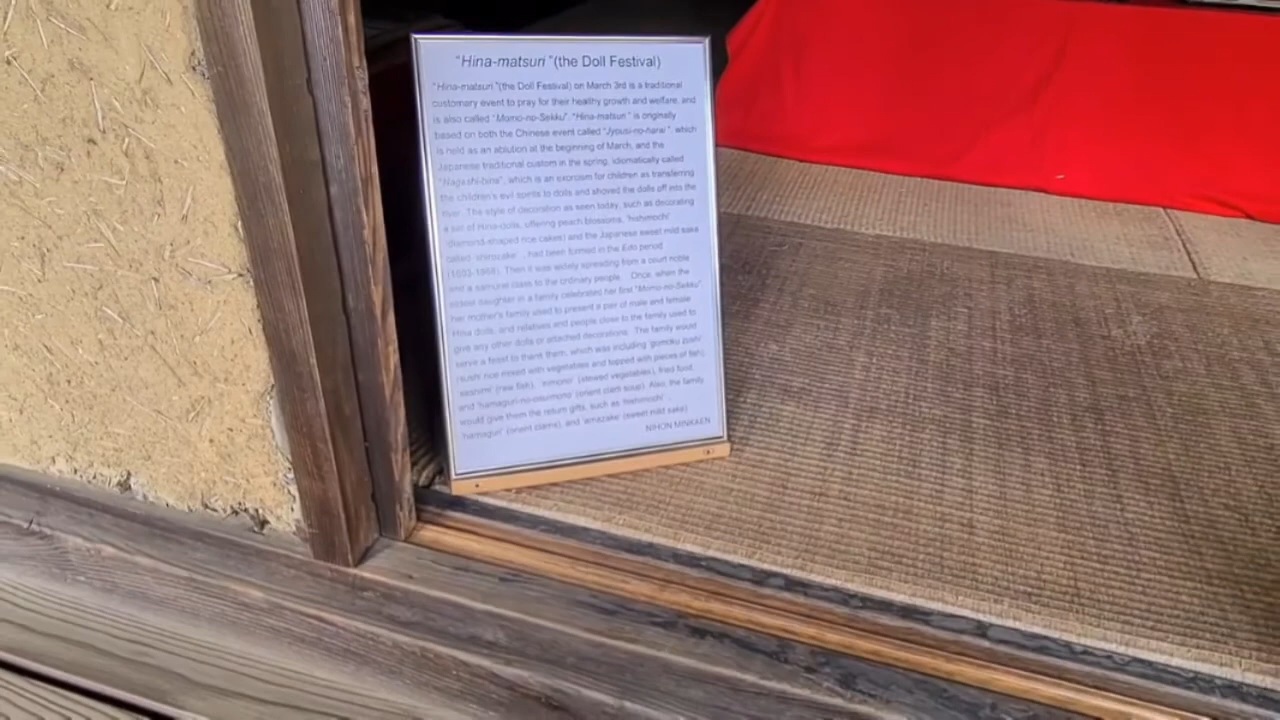 "Hina-matsuri "(the Doll Festival)
"Hina-matsuri "(the Doll Festival) on March 3rd is a traditional
customary event to pray for their healthy growth and welfare, and
is also called "Momo-no-Sekku". "Hina-matsuri " is originally
based on both the Chinese event called "Jyousi-no-harai ", which
is held as an ablution at the beginning of March, and the
Japanese traditional custom in the spring, idiomatically called
"Nagashi-bina", which is an exorcism for children as transferring
the children's evil spirits to dolls and shoved the dolls off into the
river. The style of decoration as seen today, such as decorating
a set of Hina-dolls, offering peach blossoms, 'hishimochi'
(diamond-shaped rice cakes) and the Japanese sweet mild sake
called 'shirozake', had been formed in the Edo period
(1603-1868). Then it was widely spreading from a court noble
and a samurai class to the ordinary people. Once, when the
eldest daughter in a family celebrated her first "Momo-no-Sekku",
her mother's family used to present a pair of male and female
Hina dolls, and relatives and people close to the family used to
give any other dolls or attached decorations. The family would
serve a feast to thank them, which was including 'gomoku zushi'
(sushi rice mixed with vegetables and topped with pieces of fish),
'sashimi' (raw fish), 'nimono' (stewed vegetables), fried food
and 'hamaguri-no-osuimono' (orient clam soup). Also, the family
would give them the return gifts, such as 'hishimochi',
'hamaguri' (orient clams), and 'amazake' (sweet mild sake)
NIHON MINKAEN